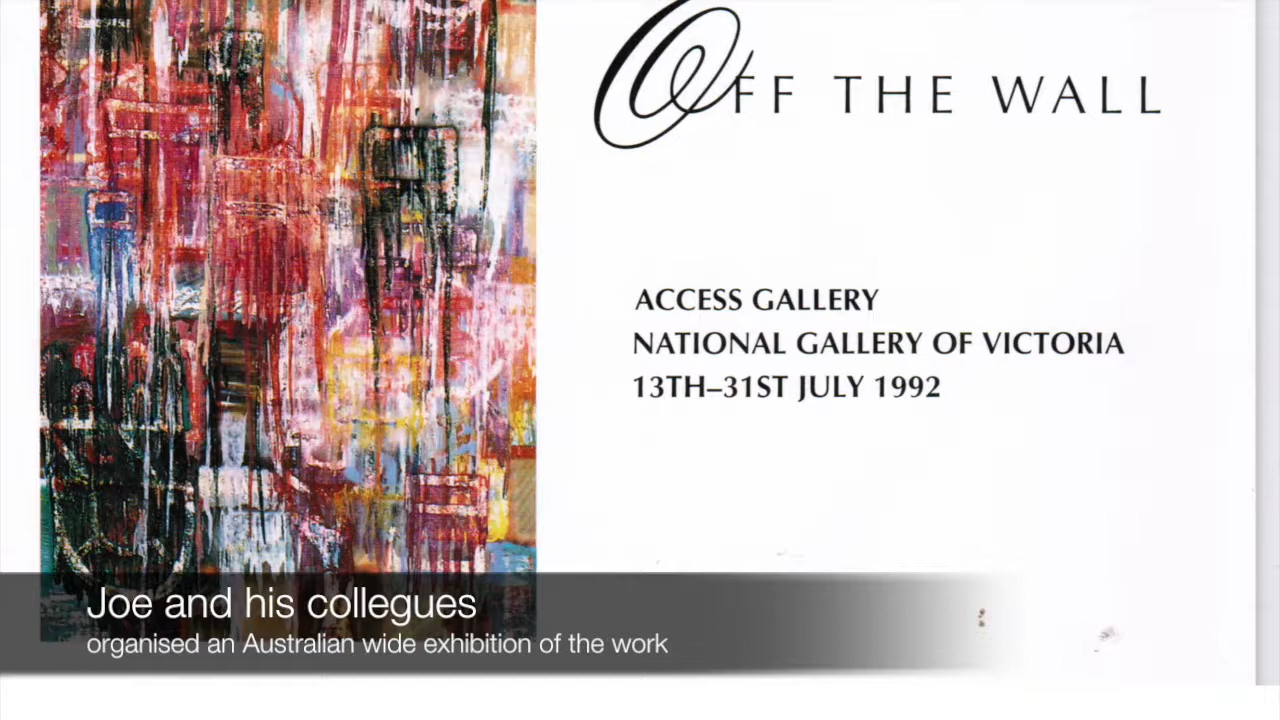 OFF THE WALL
ACCESS GALLERY
NATIONAL GALLERY OF VICTORIA
13TH–31ST JULY 1992
Joe and his collegues
organised an Australian wide exhibition of the work